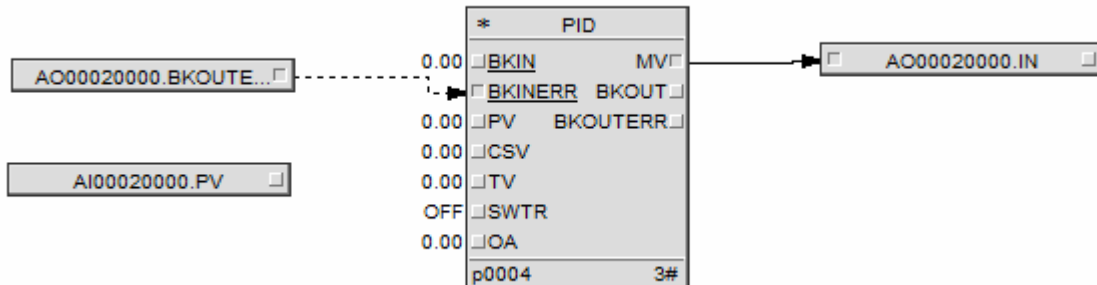 * PID
0.00 BKIN MV
AO00020000.BKOUTE... BKINERR BKOUT
AO00020000.IN
0.00 PV BKOUTERR
0.00 CSV
AI00020000.PV
0.00 TV
OFF SWTR
0.00 OA
p0004 3#